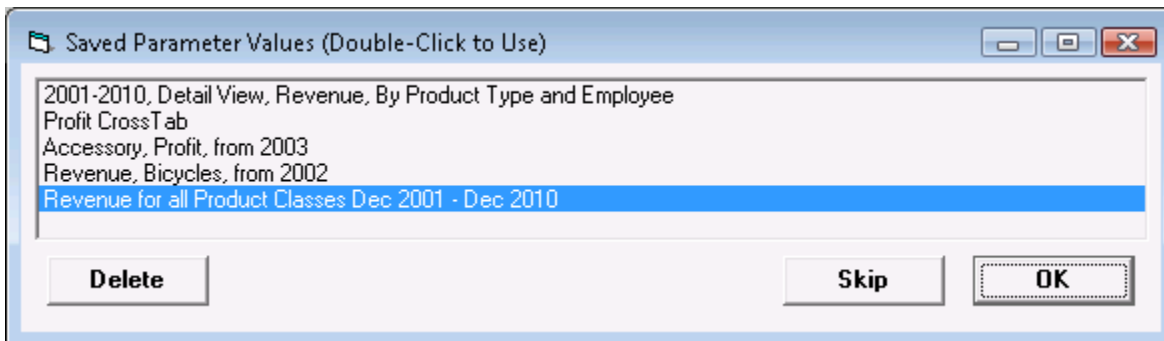 Saved Parameter Values (Double-Click to Use)
2001-2010, Detail View, Revenue, By Product Type and Employee
Profit CrossTab
Accessory, Profit, from 2003
Revenue, Bicycles, from 2002
Revenue for all Product Classes Dec 2001 - Dec 2010
Delete Skip OK